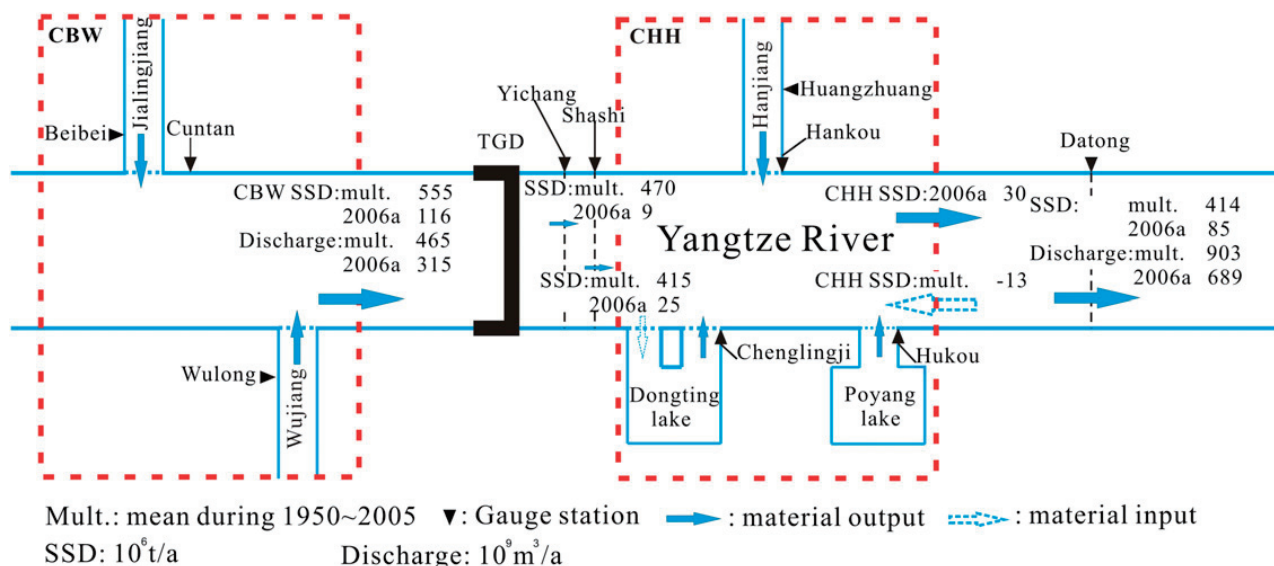 CBW
CHH
Jialingjiang
Beibei
Cuntan
Yichang
Shashi
TGD
Hanjiang
Huangzhuang
Hankou
Datong
CBW SSD:mult. 555
2006a 116
Discharge:mult. 465
2006a 315
SSD:mult. 470
2006a 9
Yangtze River
SSD:mult. 415
2006a 25
CHH SSD:2006a 30
CHH SSD:mult. -13
SSD: mult. 414
2006a 85
Discharge:mult. 903
2006a 689
Wulong
Wujiang
Chenglingji
Hukou
Dongting
lake
Poyang
lake
Mult.: mean during 1950~2005 : Gauge station : material output : material input
SSD: 10⁶t/a Discharge: 10⁹m³/a